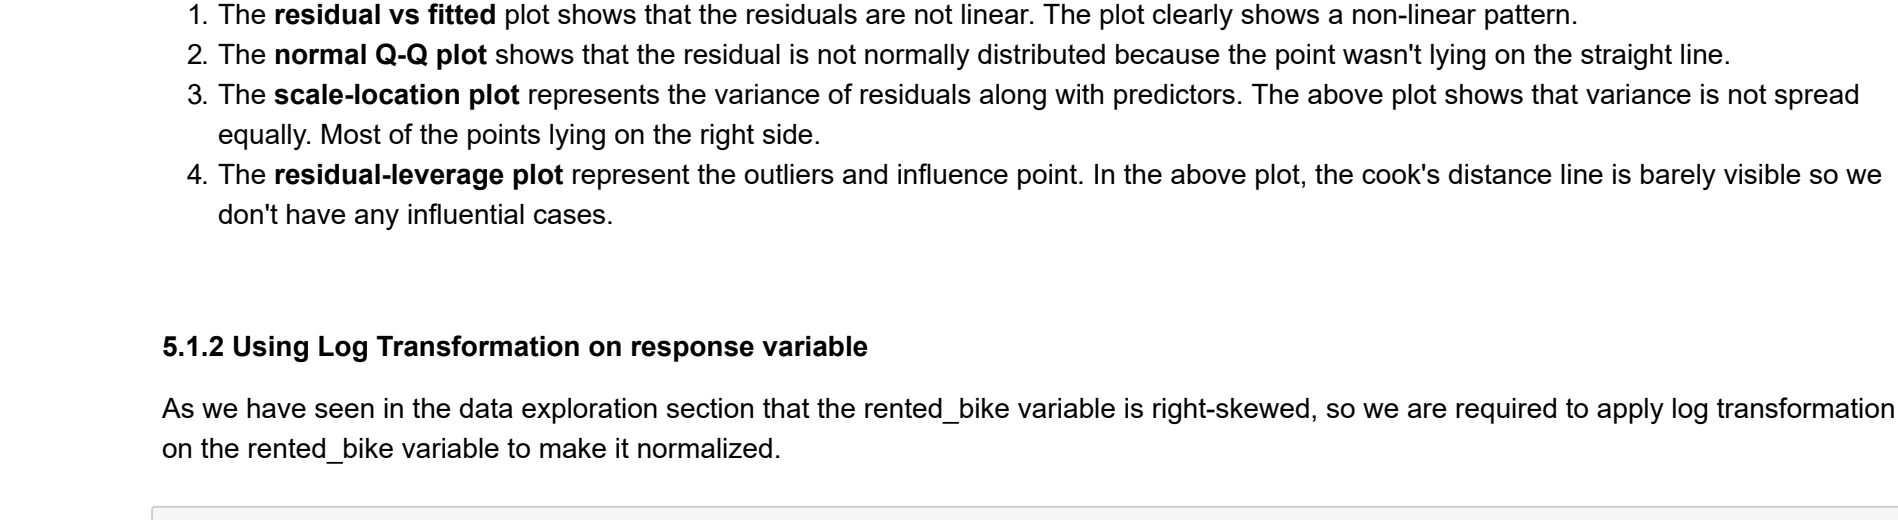 1. The residual vs fitted plot shows that the residuals are not linear. The plot clearly shows a non-linear pattern.
2. The normal Q-Q plot shows that the residual is not normally distributed because the point wasn't lying on the straight line.
3. The scale-location plot represents the variance of residuals along with predictors. The above plot shows that variance is not spread
equally. Most of the points lying on the right side.
4. The residual-leverage plot represent the outliers and influence point. In the above plot, the cook's distance line is barely visible so we
don't have any influential cases.
5.1.2 Using Log Transformation on response variable
As we have seen in the data exploration section that the rented_bike variable is right-skewed, so we are required to apply log transformation
on the rented_bike variable to make it normalized.